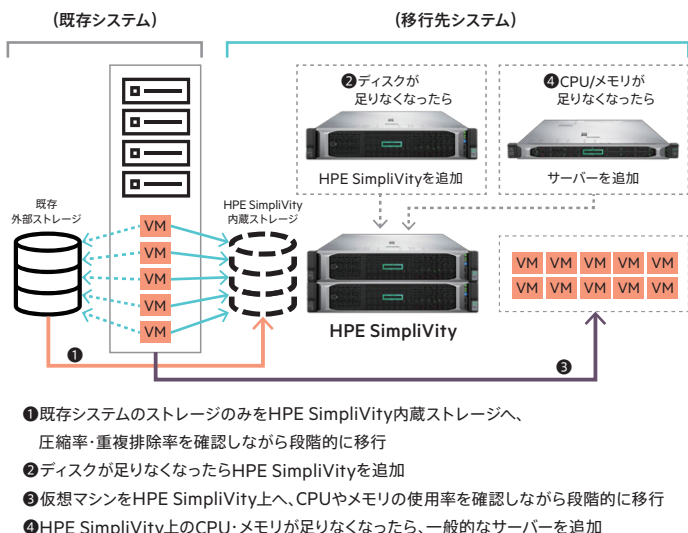 (既存システム)
(移行先システム)
❷ディスクが
足りなくなったら
HPE SimpliVityを追加
❹CPU/メモリが
足りなくなったら
サーバーを追加
既存
外部ストレージ
HPE SimpliVity
内蔵ストレージ
VM
VM
VM
VM
VM
HPE SimpliVity
VM VM VM VM VM
VM VM VM VM VM
❶
❸
❶既存システムのストレージのみをHPE SimpliVity内蔵ストレージへ、
圧縮率・重複排除率を確認しながら段階的に移行
❷ディスクが足りなくなったらHPE SimpliVityを追加
❸仮想マシンをHPE SimpliVity上へ、CPUやメモリの使用率を確認しながら段階的に移行
❹HPE SimpliVity上のCPU・メモリが足りなくなったら、一般的なサーバーを追加